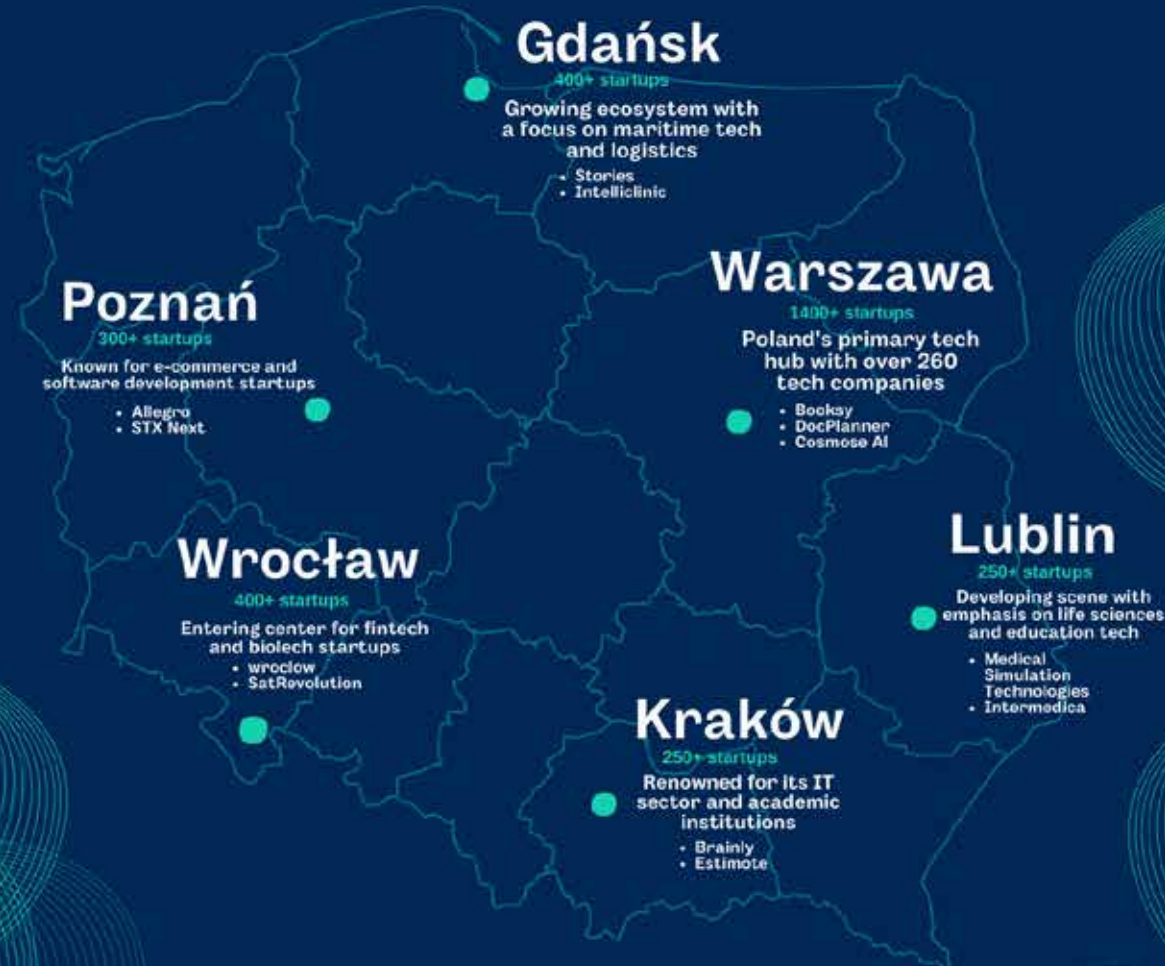 Gdańsk
400+ startups
Growing ecosystem with
a focus on maritime tech
and logistics
• Stories
• Intelliclinic
Warszawa
1400+ startups
Poland's primary tech
hub with over 260
tech companies
• Booksy
• DocPlanner
• Cosmose AI
Poznań
300+ startups
Known for e-commerce and
software development startups
• Allegro
• STX Next
Wrocław
400+ startups
Entering center for fintech
and biolech startups
• wroclow
• SatRevolution
Lublin
250+ startups
Developing scene with
emphasis on life sciences
and education tech
• Medical
Simulation
Technologies
• Intermedica
Kraków
250+ startups
Renowned for its IT
sector and academic
institutions
• Brainly
• Estimote